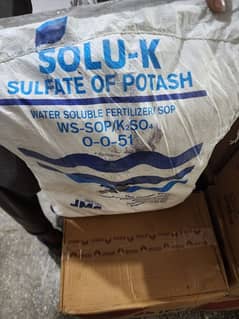 SOLU-K
SULFATE OF POTASH
WATER SOLUBLE FERTILIZER/SOP
WS-SOP/K₂SO₄
0-0-51